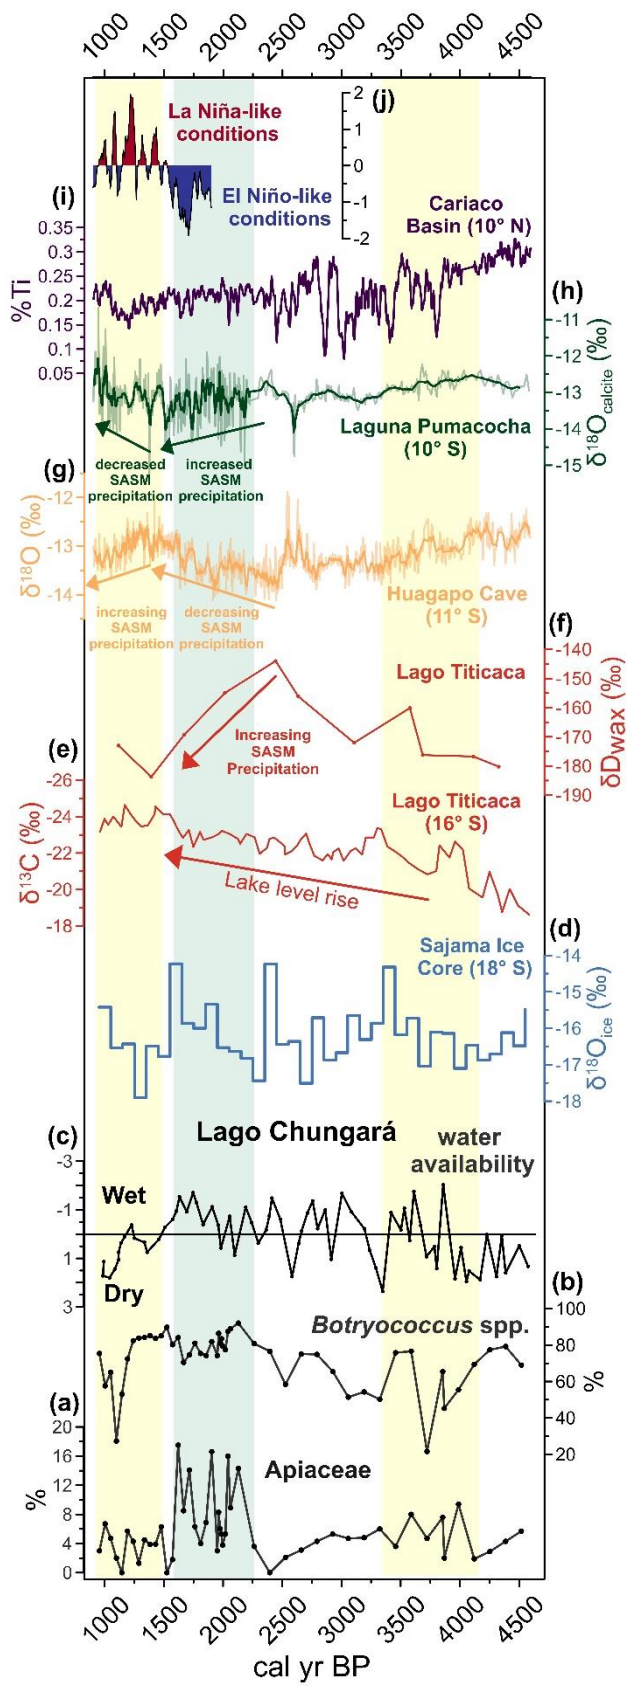 1000 1500 2000 2500 3000 3500 4000 4500
(j)
La Niña-like
conditions
2
1
0
-1
-2
El Niño-like
conditions
(i)
Cariaco
Basin (10° N)
%Ti
0.35
0.3
0.25
0.2
0.15
0.1
0.05
(h)
-11
-12
-13
-14
-15
δ18Ocalcite (‰)
Laguna Pumacocha
(10° S)
decreased
SASM
precipitation
increased
SASM
precipitation
(g)
-12
-13
-14
δ18O (‰)
Huagapo Cave
(11° S)
increasing
SASM
precipitation
decreasing
SASM
precipitation
(f)
-140
-150
-160
-170
-180
-190
δDwax (‰)
Lago Titicaca
Increasing
SASM
Precipitation
(e)
-26
-24
-22
-20
-18
δ13C (‰)
Lago Titicaca
(16° S)
Lake level rise
(d)
-14
-15
-16
-17
-18
δ18Oice (‰)
Sajama Ice
Core (18° S)
(c)
Lago Chungará
water
availability
-3
-1
1
3
Wet
Dry
(b)
100
80
60
40
20
%
Botryococcus spp.
(a)
20
16
12
8
4
0
%
Apiaceae
1000 1500 2000 2500 3000 3500 4000 4500
cal yr BP